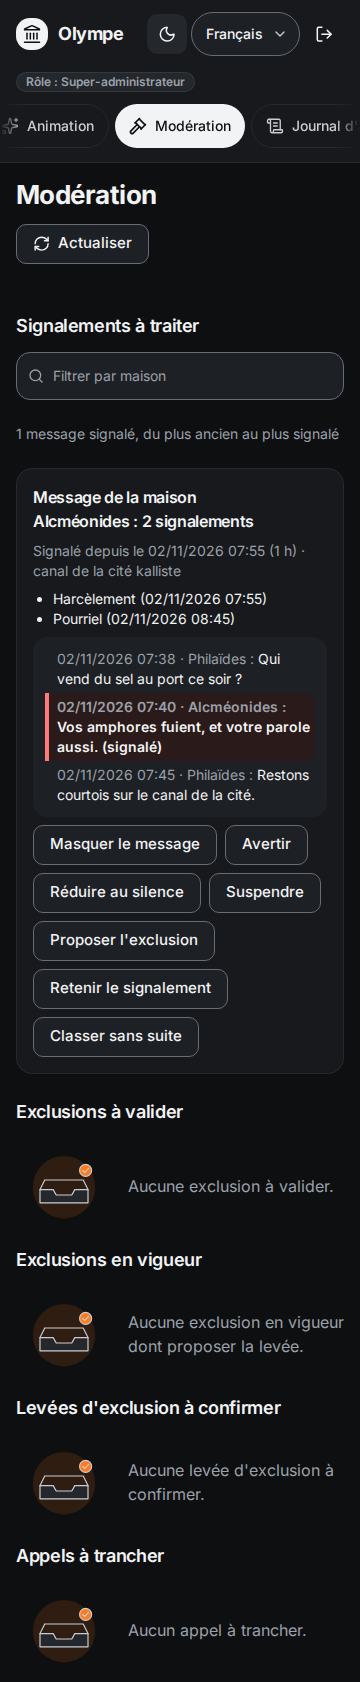 Olympe
Français
Rôle : Super-administrateur
Animation
Modération
Journal d'
Modération
Actualiser
Signalements à traiter
Filtrer par maison
1 message signalé, du plus ancien au plus signalé
Message de la maison
Alcméonides : 2 signalements
Signalé depuis le 02/11/2026 07:55 (1 h) ·
canal de la cité kalliste
Harcèlement (02/11/2026 07:55)
Pourriel (02/11/2026 08:45)
02/11/2026 07:38 · Philaïdes : Qui
vend du sel au port ce soir ?
02/11/2026 07:40 · Alcméonides :
Vos amphores fuient, et votre parole
aussi. (signalé)
02/11/2026 07:45 · Philaïdes : Restons
courtois sur le canal de la cité.
Masquer le message
Avertir
Réduire au silence
Suspendre
Proposer l'exclusion
Retenir le signalement
Classer sans suite
Exclusions à valider
Aucune exclusion à valider.
Exclusions en vigueur
Aucune exclusion en vigueur
dont proposer la levée.
Levées d'exclusion à confirmer
Aucune levée d'exclusion à
confirmer.
Appels à trancher
Aucun appel à trancher.